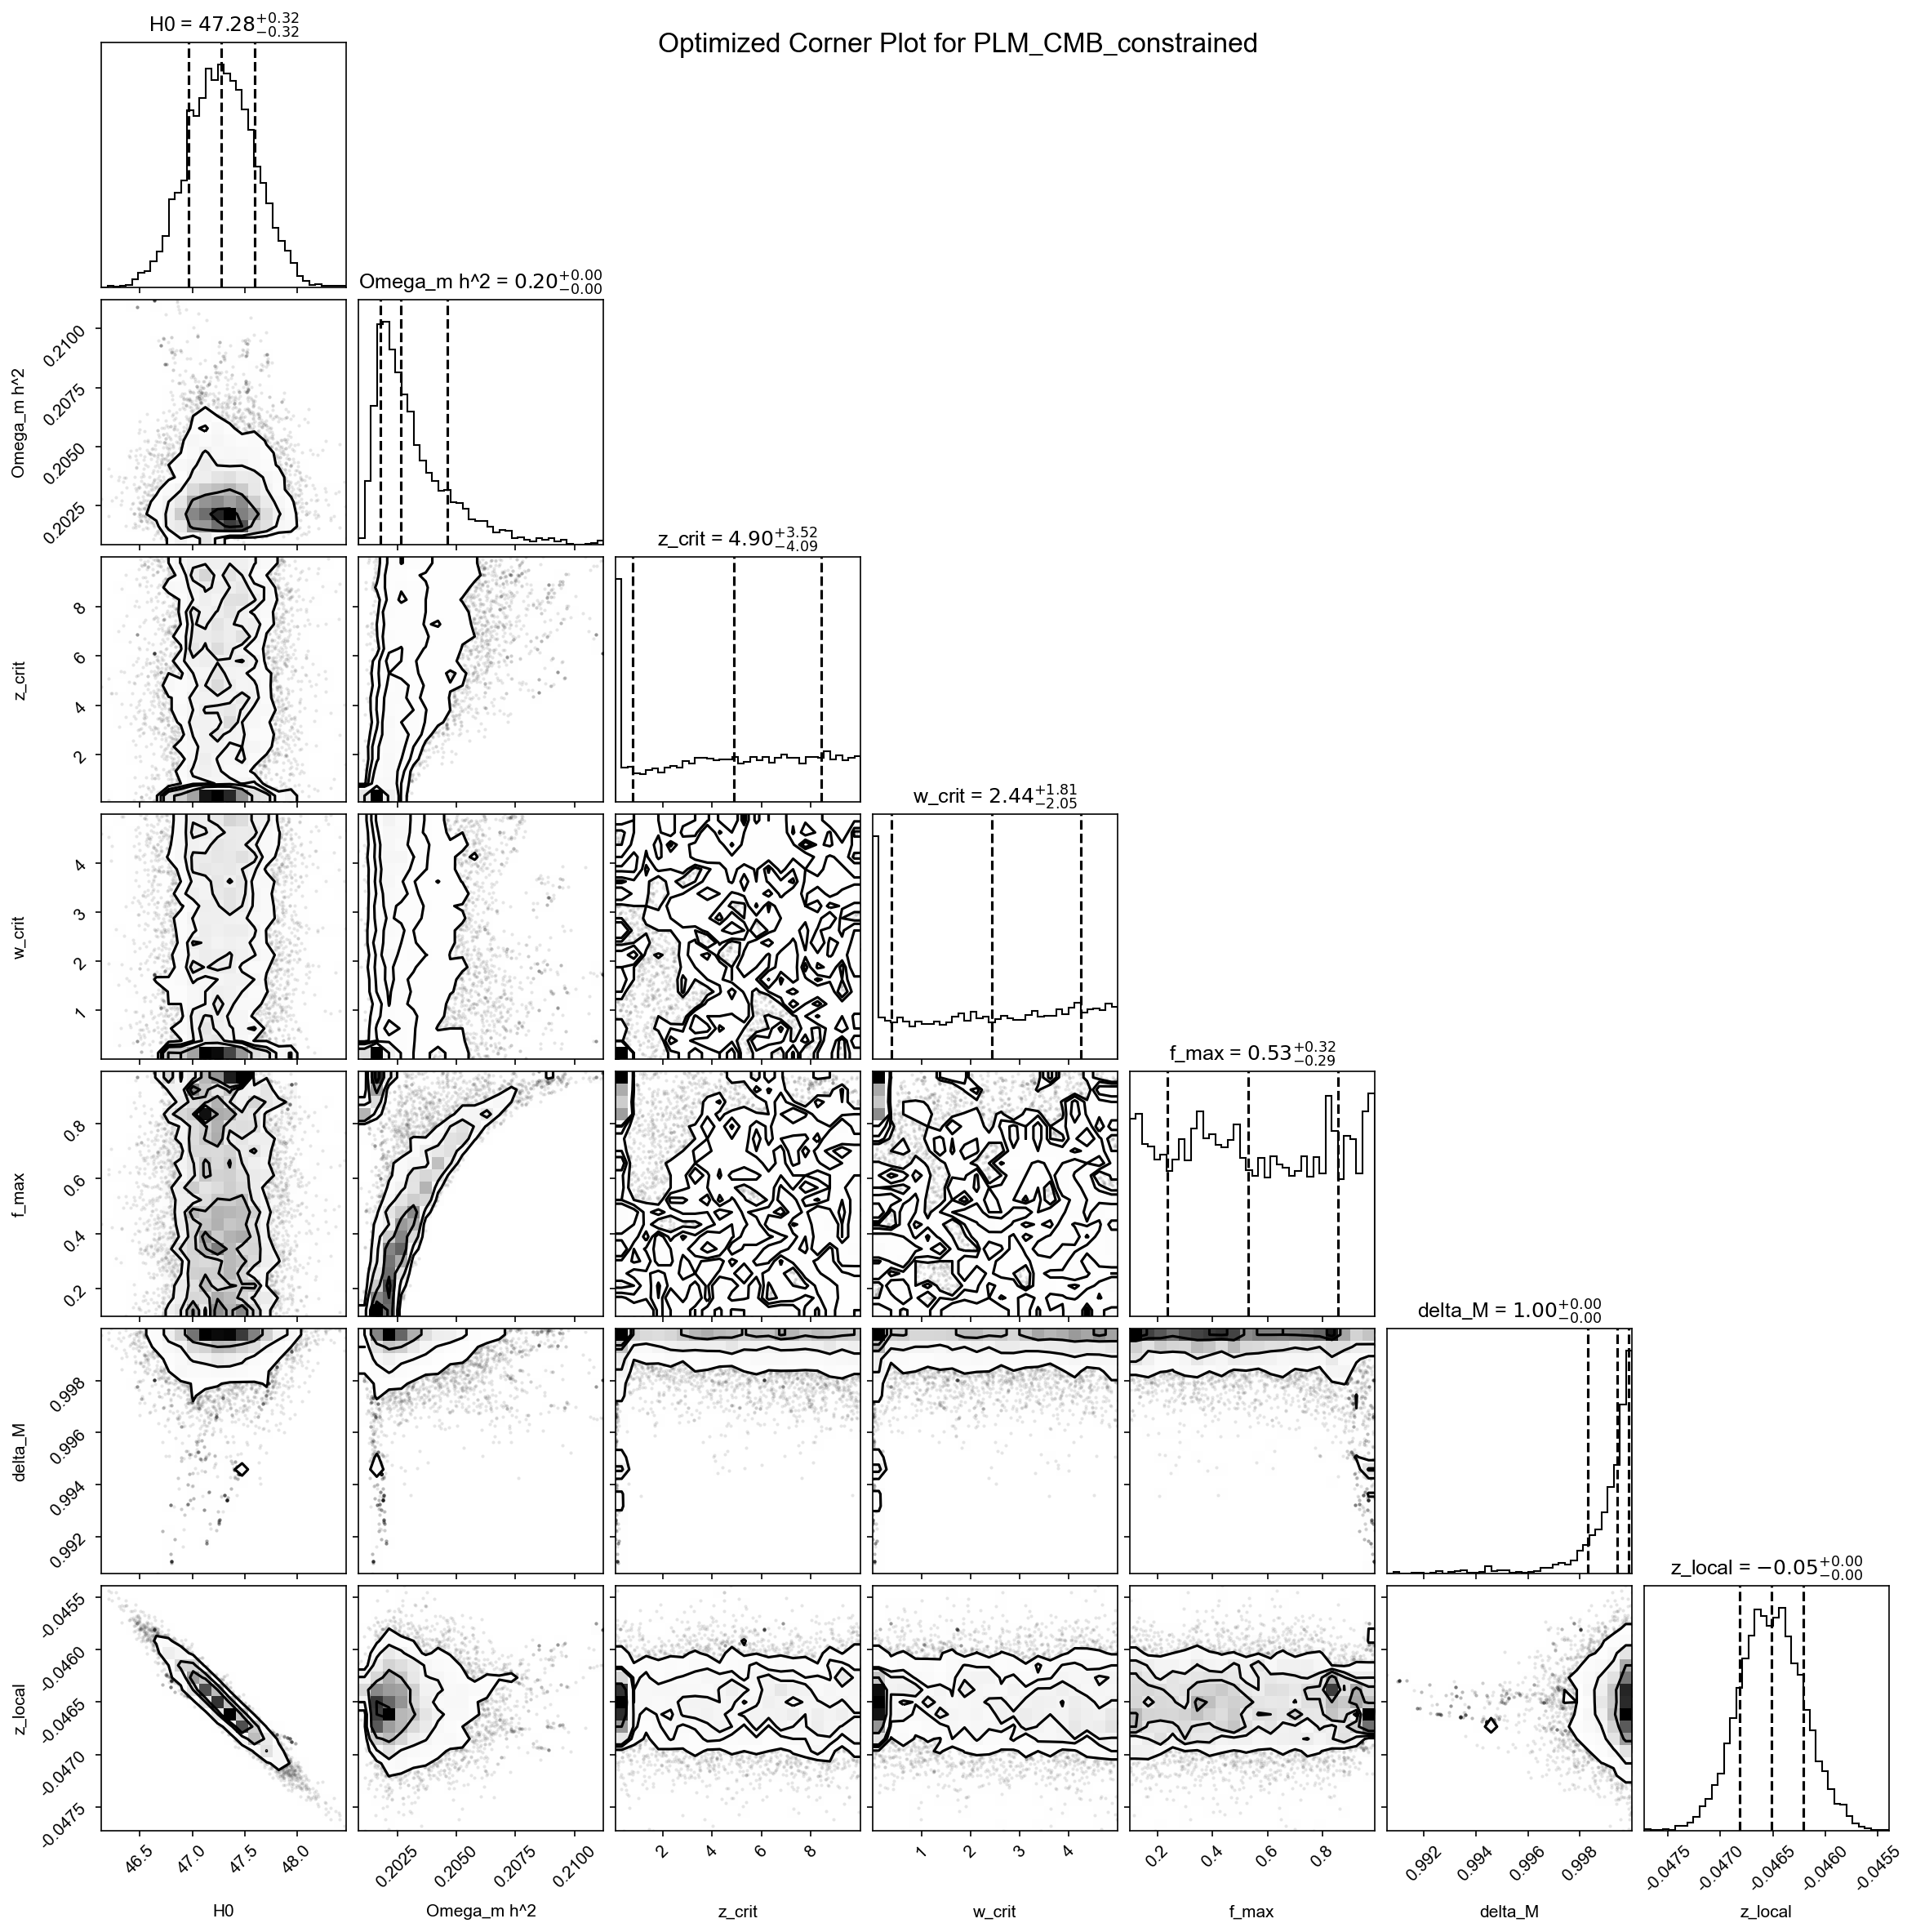 H0 = 47.28+0.32−0.32
Optimized Corner Plot for PLM_CMB_constrained
Omega_m h^2 = 0.20+0.00−0.00
0.2100
0.2075
0.2050
0.2025
Omega_m h^2
z_crit = 4.90+3.52−4.09
8
6
4
2
z_crit
w_crit = 2.44+1.81−2.05
4
3
2
1
w_crit
f_max = 0.53+0.32−0.29
0.8
0.6
0.4
0.2
f_max
delta_M = 1.00+0.00−0.00
0.998
0.996
0.994
0.992
delta_M
z_local = −0.05+0.00−0.00
-0.0455
-0.0460
-0.0465
-0.0470
-0.0475
z_local
46.5 47.0 47.5 48.0 0.2025 0.2050 0.2075 0.2100 2 4 6 8 1 2 3 4 0.2 0.4 0.6 0.8 0.992 0.994 0.996 0.998 -0.0475 -0.0470 -0.0465 -0.0460 -0.0455
H0 Omega_m h^2 z_crit w_crit f_max delta_M z_local